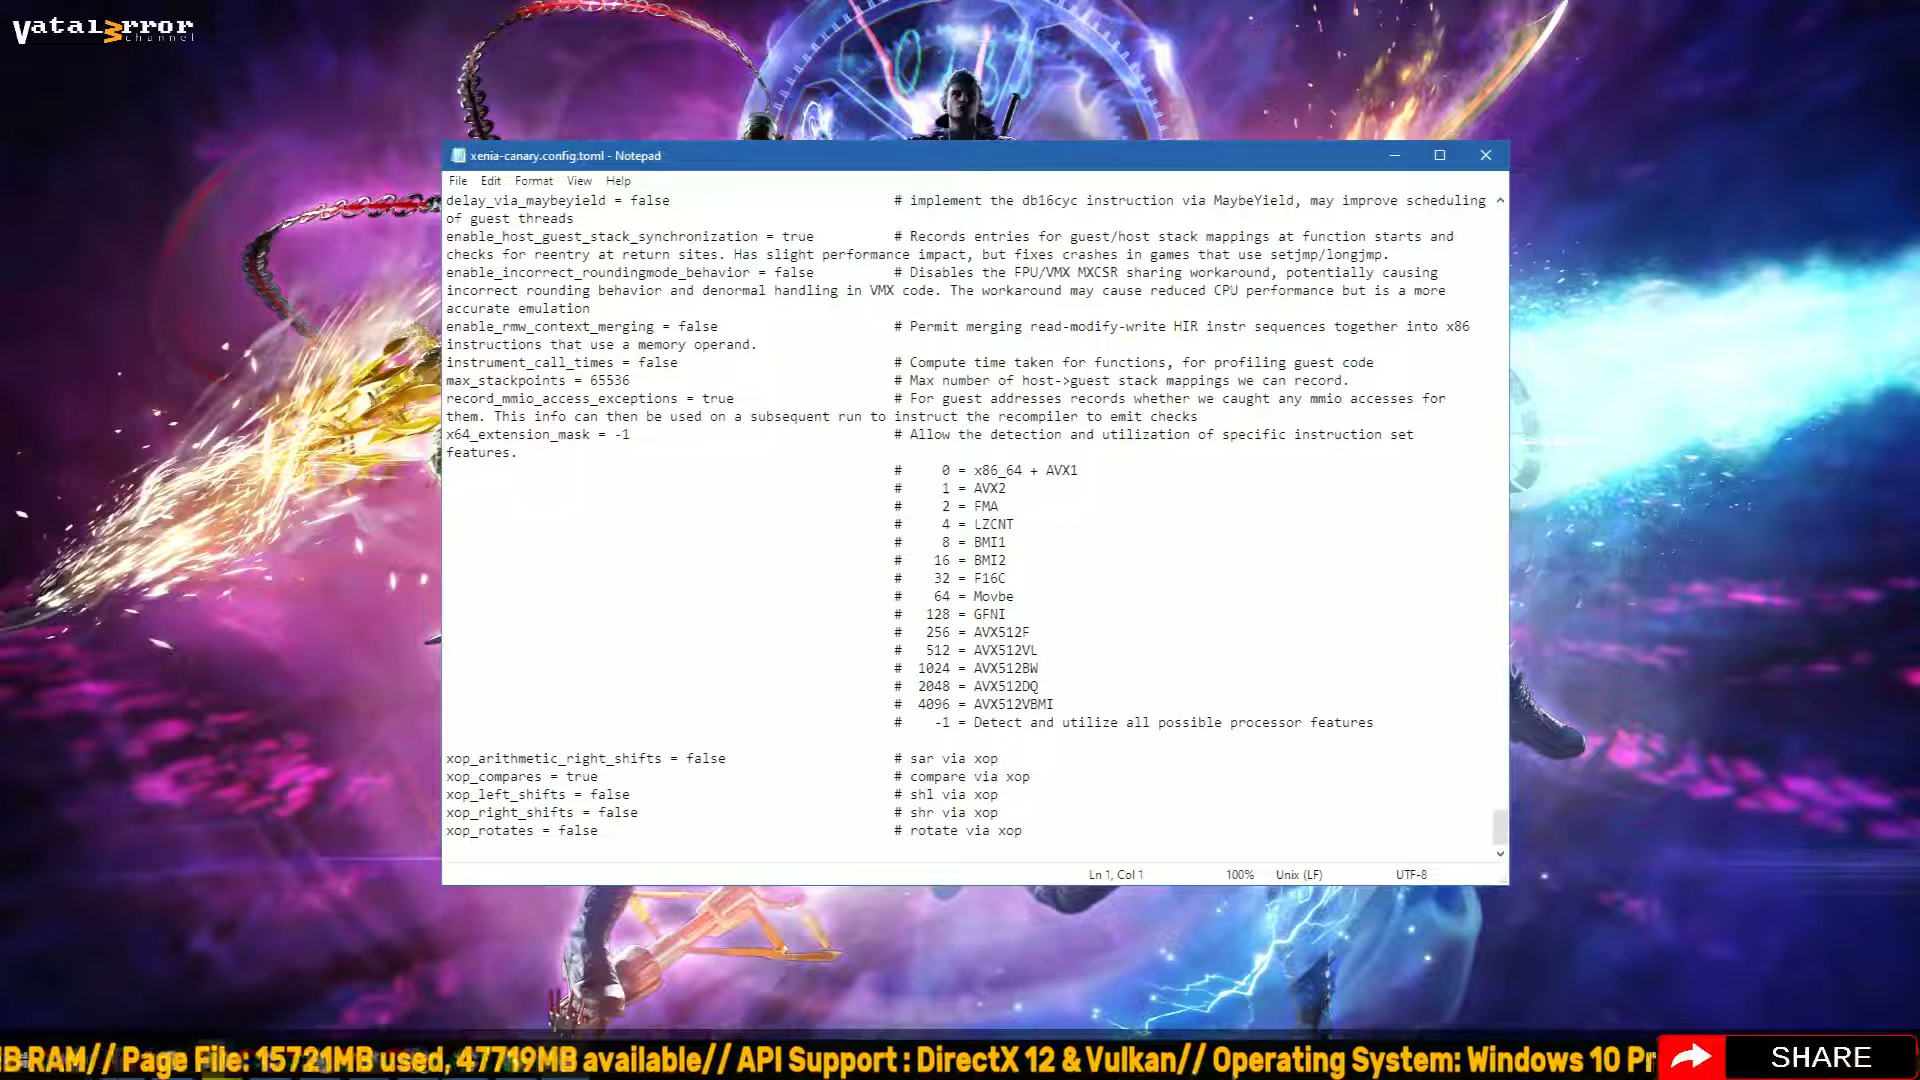 Vatal3rror
channel
xenia-canary.config.toml - Notepad
File Edit Format View Help
delay_via_maybeyield = false # implement the db16cyc instruction via MaybeYield, may improve scheduling
of guest threads
enable_host_guest_stack_synchronization = true # Records entries for guest/host stack mappings at function starts and
checks for reentry at return sites. Has slight performance impact, but fixes crashes in games that use setjmp/longjmp.
enable_incorrect_roundingmode_behavior = false # Disables the FPU/VMX MXCSR sharing workaround, potentially causing
incorrect rounding behavior and denormal handling in VMX code. The workaround may cause reduced CPU performance but is a more
accurate emulation
enable_rmw_context_merging = false # Permit merging read-modify-write HIR instr sequences together into x86
instructions that use a memory operand.
instrument_call_times = false # Compute time taken for functions, for profiling guest code
max_stackpoints = 65536 # Max number of host->guest stack mappings we can record.
record_mmio_access_exceptions = true # For guest addresses records whether we caught any mmio accesses for
them. This info can then be used on a subsequent run to instruct the recompiler to emit checks
x64_extension_mask = -1 # Allow the detection and utilization of specific instruction set
features.
# 0 = x86_64 + AVX1
# 1 = AVX2
# 2 = FMA
# 4 = LZCNT
# 8 = BMI1
# 16 = BMI2
# 32 = F16C
# 64 = Movbe
# 128 = GFNI
# 256 = AVX512F
# 512 = AVX512VL
# 1024 = AVX512BW
# 2048 = AVX512DQ
# 4096 = AVX512VBMI
# -1 = Detect and utilize all possible processor features
xop_arithmetic_right_shifts = false # sar via xop
xop_compares = true # compare via xop
xop_left_shifts = false # shl via xop
xop_right_shifts = false # shr via xop
xop_rotates = false # rotate via xop
Ln 1, Col 1 100% Unix (LF) UTF-8
B RAM// Page File: 15721MB used, 47719MB available// API Support : DirectX 12 & Vulkan// Operating System: Windows 10 Pr
SHARE